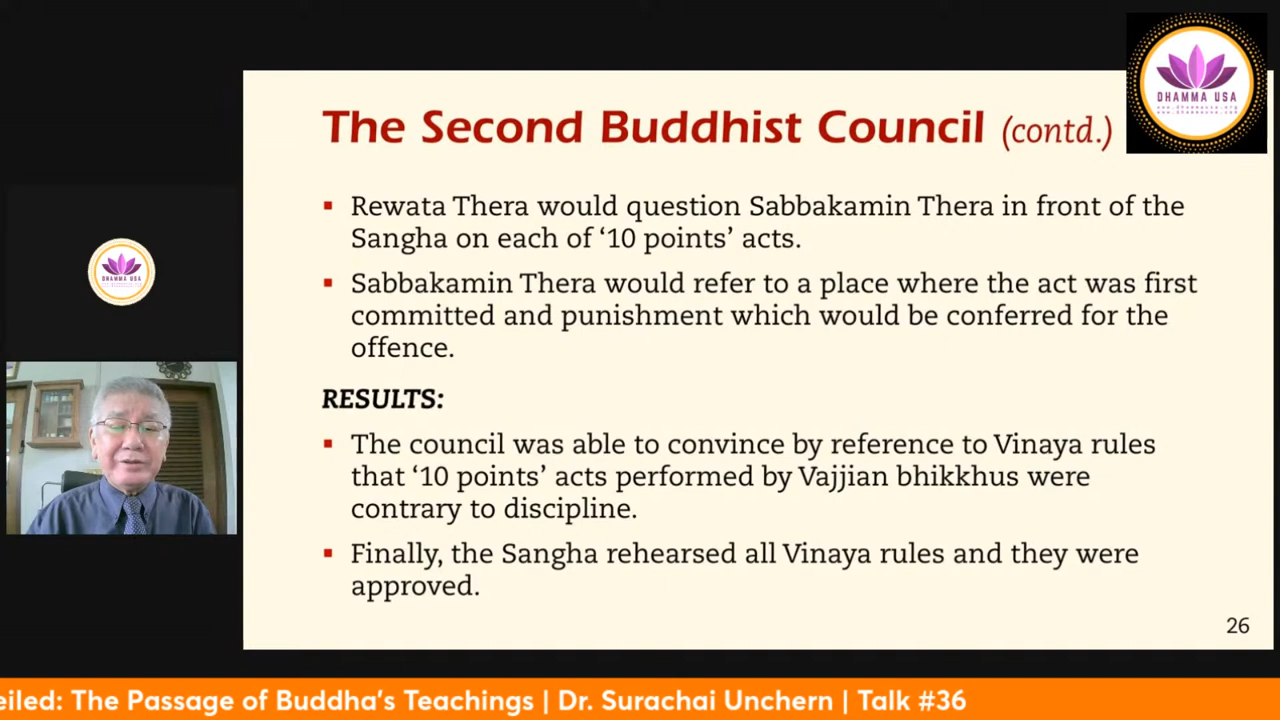 DHAMMA USA
The Second Buddhist Council (contd.)
▪ Rewata Thera would question Sabbakamin Thera in front of the
Sangha on each of ‘10 points’ acts.
▪ Sabbakamin Thera would refer to a place where the act was first
committed and punishment which would be conferred for the
offence.
DHAMMA USA
RESULTS:
▪ The council was able to convince by reference to Vinaya rules
that ‘10 points’ acts performed by Vajjian bhikkhus were
contrary to discipline.
▪ Finally, the Sangha rehearsed all Vinaya rules and they were
approved.
26
eiled: The Passage of Buddha’s Teachings | Dr. Surachai Unchern | Talk #36